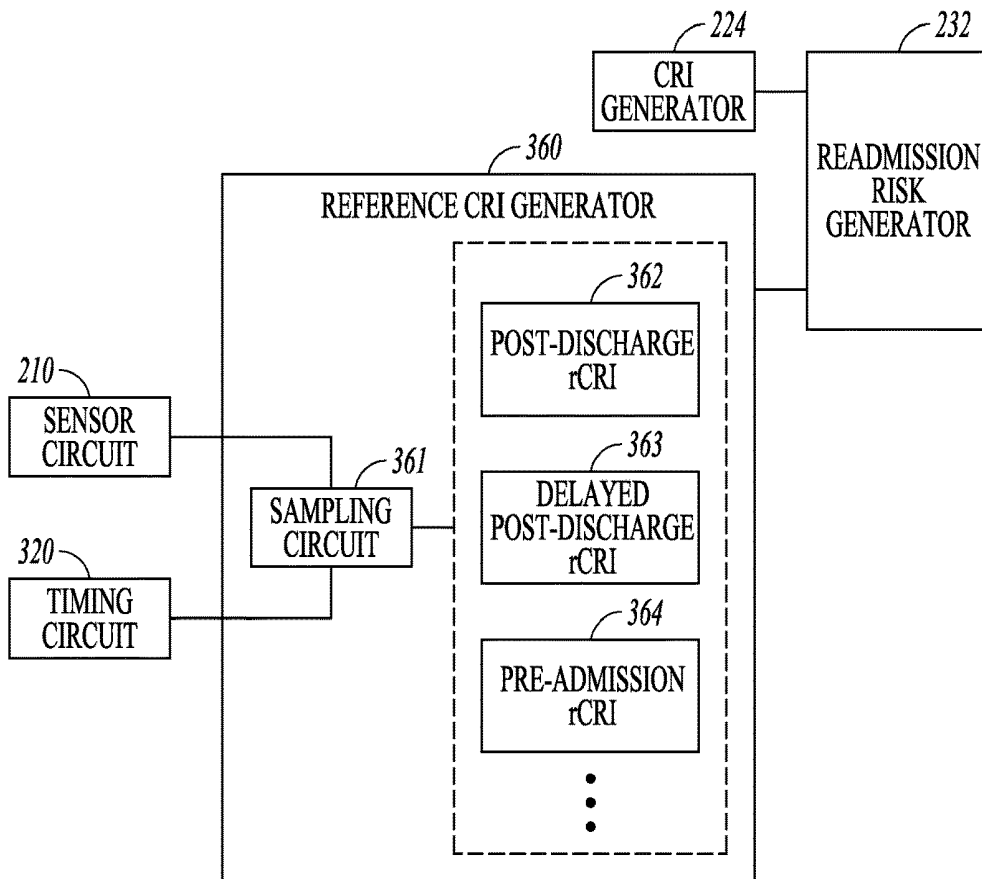 224
CRI
GENERATOR
232
READMISSION
RISK
GENERATOR
360
REFERENCE CRI GENERATOR
362
POST-DISCHARGE
rCRI
210
SENSOR
CIRCUIT
361
SAMPLING
CIRCUIT
363
DELAYED
POST-DISCHARGE
rCRI
320
TIMING
CIRCUIT
364
PRE-ADMISSION
rCRI